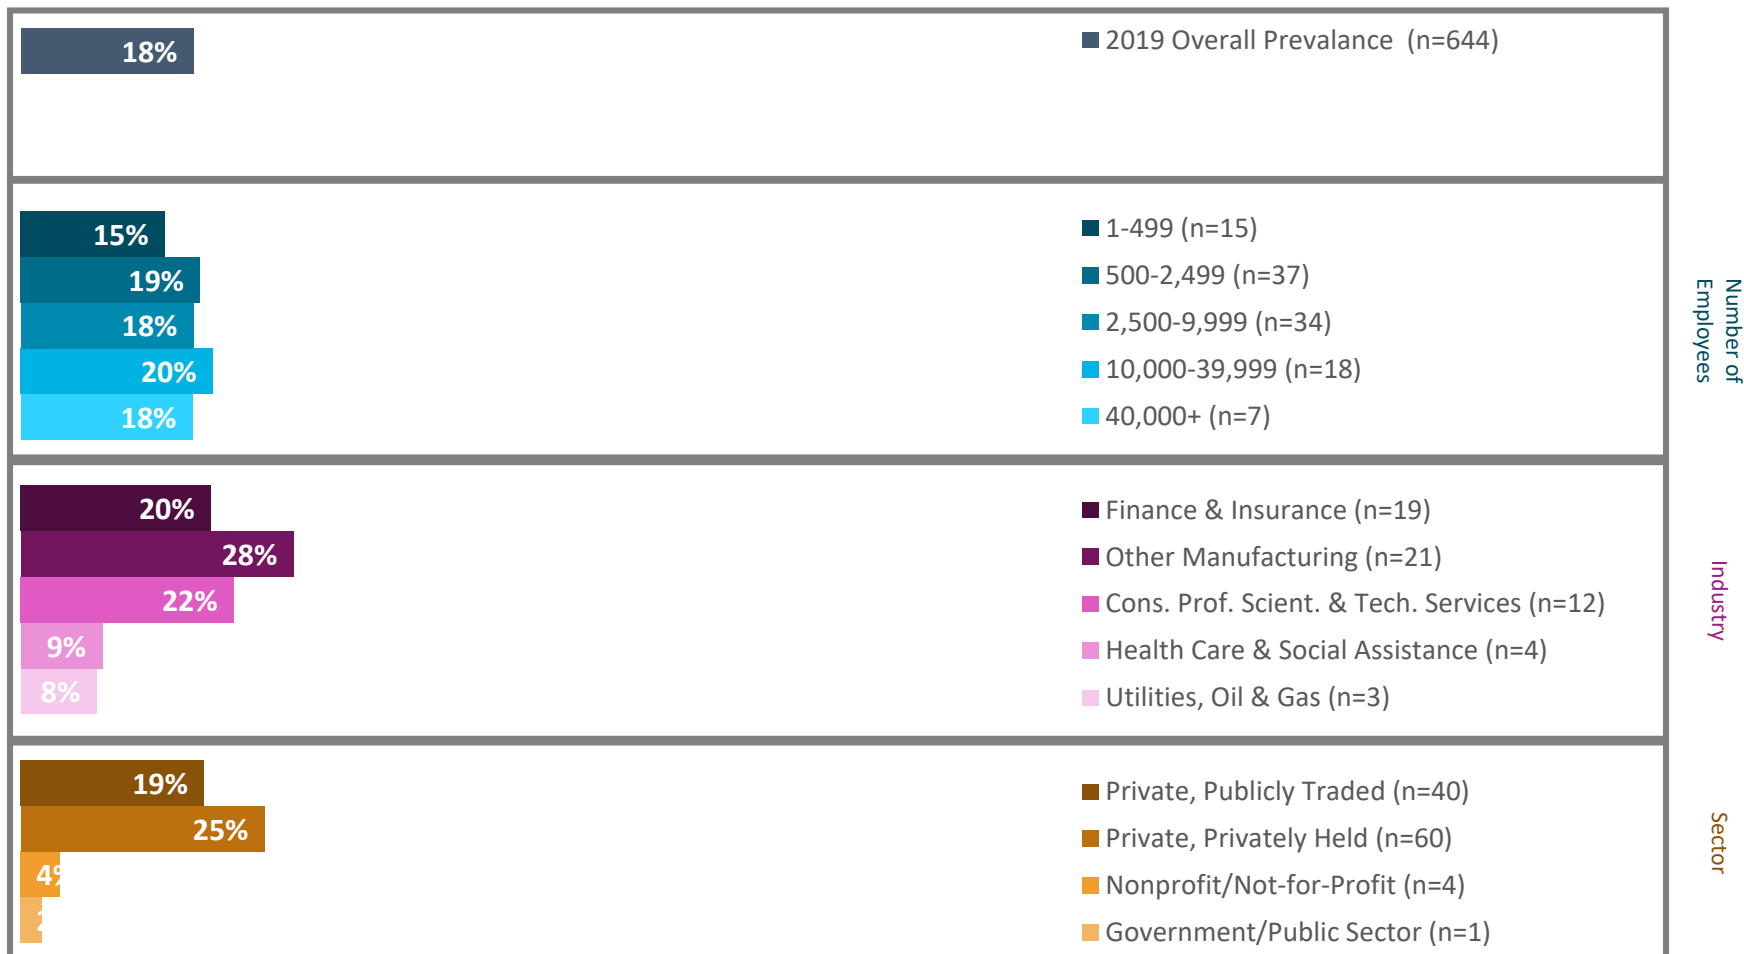 18%
2019 Overall Prevalance (n=644)
15%
19%
18%
20%
18%
1-499 (n=15)
500-2,499 (n=37)
2,500-9,999 (n=34)
10,000-39,999 (n=18)
40,000+ (n=7)
Number of
Employees
20%
28%
22%
9%
8%
Finance & Insurance (n=19)
Other Manufacturing (n=21)
Cons. Prof. Scient. & Tech. Services (n=12)
Health Care & Social Assistance (n=4)
Utilities, Oil & Gas (n=3)
Industry
19%
25%
4%
2
Private, Publicly Traded (n=40)
Private, Privately Held (n=60)
Nonprofit/Not-for-Profit (n=4)
Government/Public Sector (n=1)
Sector